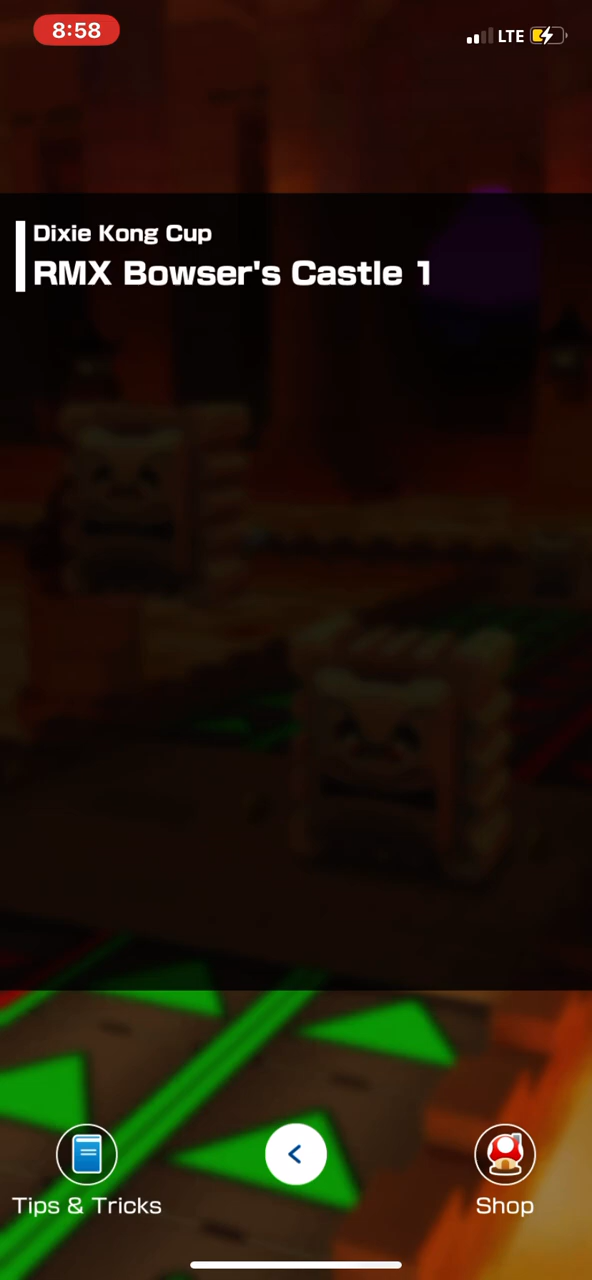 8:58
LTE
Dixie Kong Cup
RMX Bowser's Castle 1
Tips & Tricks
Shop